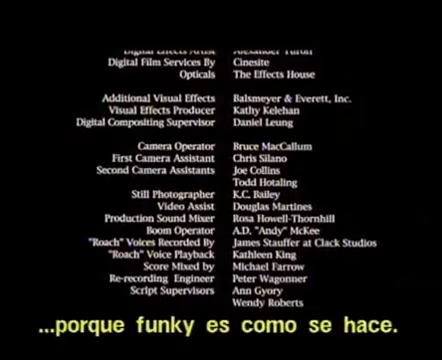 Digital Effects Artist Alexander
Digital Film Services By Cinesite
Opticals The Effects House
Additional Visual Effects Balsmeyer & Everett, Inc.
Visual Effects Producer Kathy Kelehan
Digital Compositing Supervisor Daniel Leung
Camera Operator Bruce MacCallum
First Camera Assistant Chris Silano
Second Camera Assistants Joe Collins
Todd Hotaling
Still Photographer K.C. Bailey
Video Assist Douglas Martines
Production Sound Mixer Rosa Howell-Thornhill
Boom Operator A.D. "Andy" McKee
"Roach" Voices Recorded By James Stauffer at Clack Studios
"Roach" Voice Playback Kathleen King
Score Mixed by Michael Farrow
Re-recording Engineer Peter Wagonner
Script Supervisors Ann Gyory
Wendy Roberts
...porque funky es como se hace.